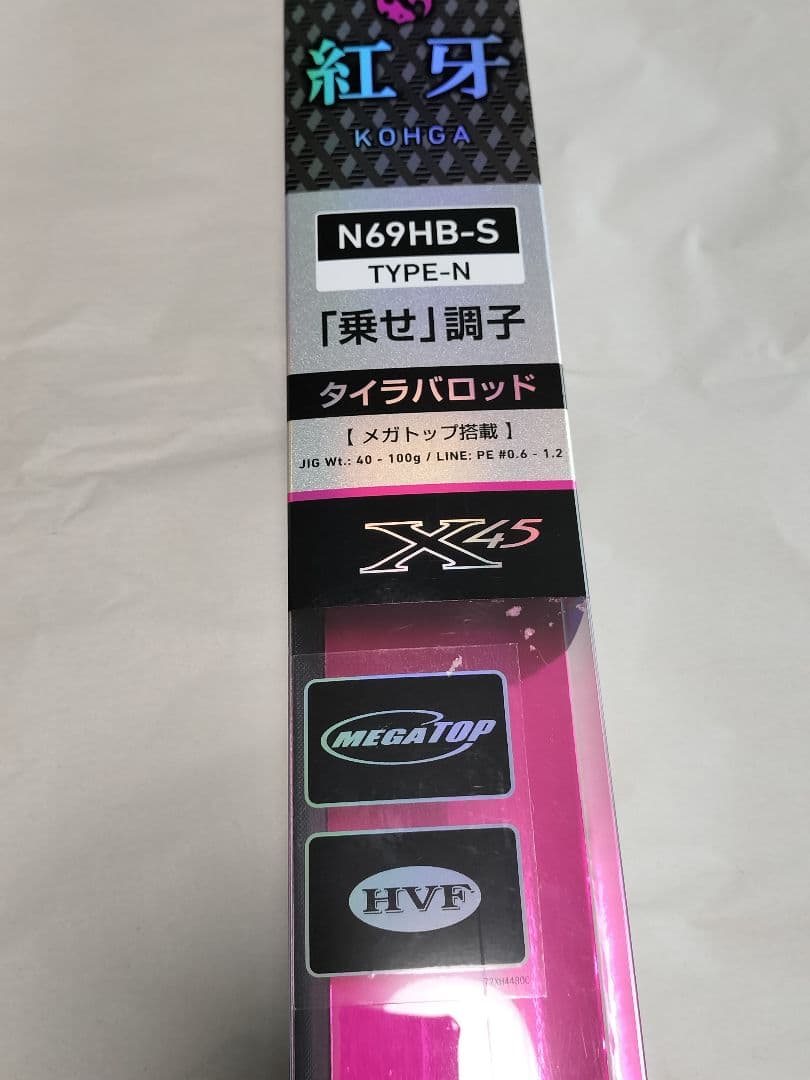 紅牙
KOHGA
N69HB-S
TYPE-N
「乗せ」調子
タイラバロッド
【 メガトップ搭載 】
JIG Wt.: 40 - 100g / LINE: PE #0.6 - 1.2
X45
MEGATOP
HVF